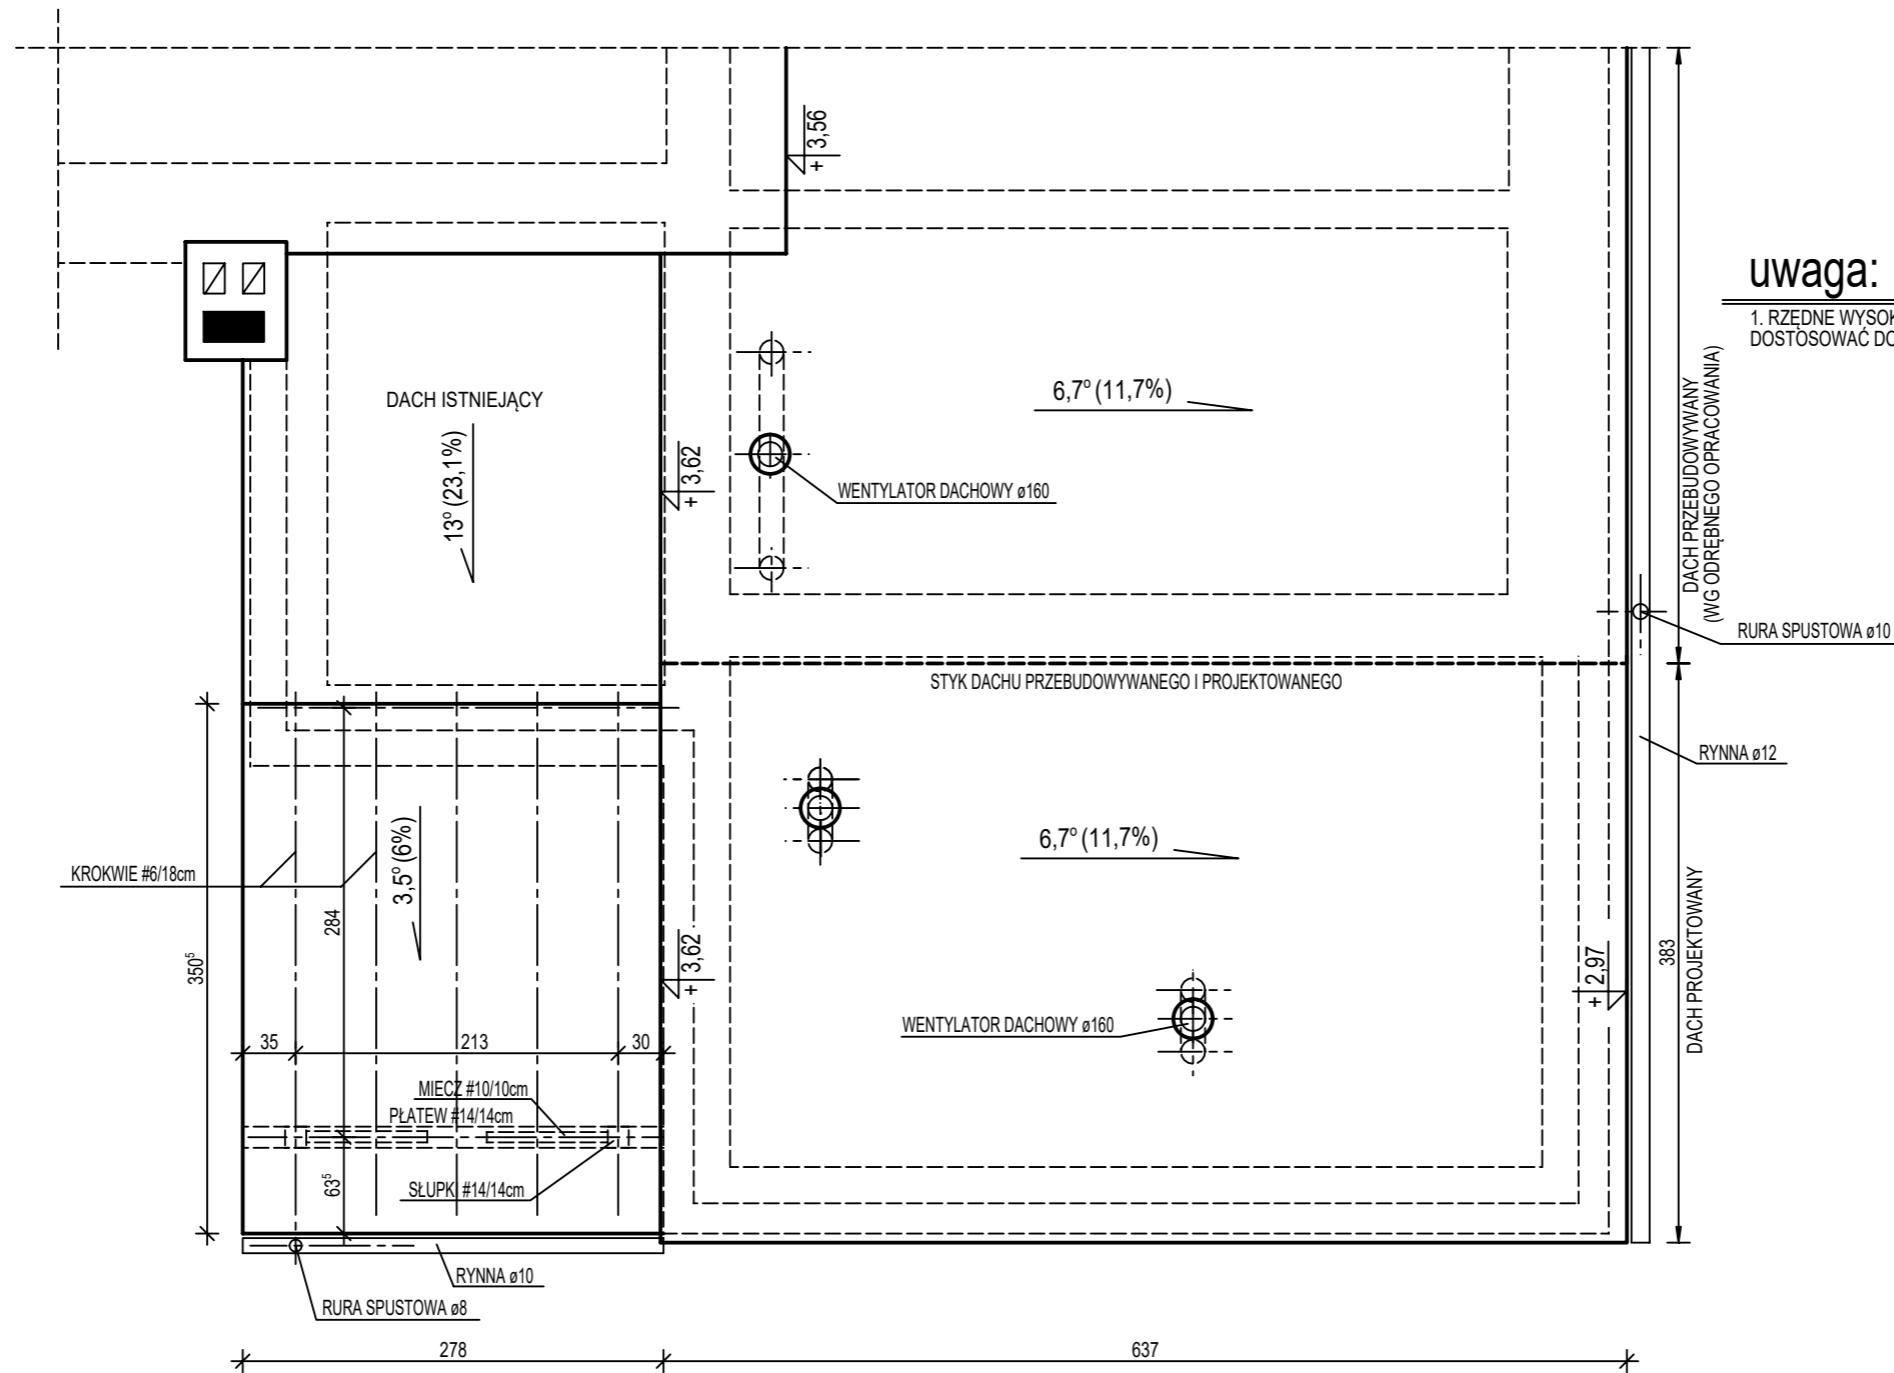 + 3,56
uwaga:
1. RZĘDNE WYSOK
DOSTOSOWAĆ DO
DACH ISTNIEJĄCY
13° (23,1%)
+ 3,62
6,7° (11,7%)
WENTYLATOR DACHOWY ø160
DACH PRZEBUDOWYWANY
(WG ODRĘBNEGO OPRACOWANIA)
RURA SPUSTOWA ø10
STYK DACHU PRZEBUDOWYWANEGO I PROJEKTOWANEGO
RYNNA ø12
KROKWIE #6/18cm
3,5° (6%)
6,7° (11,7%)
284
350⁵
+ 3,62
+ 2,97
383
DACH PROJEKTOWANY
WENTYLATOR DACHOWY ø160
35
213
30
MIECZ #10/10cm
PŁATEW #14/14cm
63⁵
SŁUPKI #14/14cm
RYNNA ø10
RURA SPUSTOWA ø8
278
637